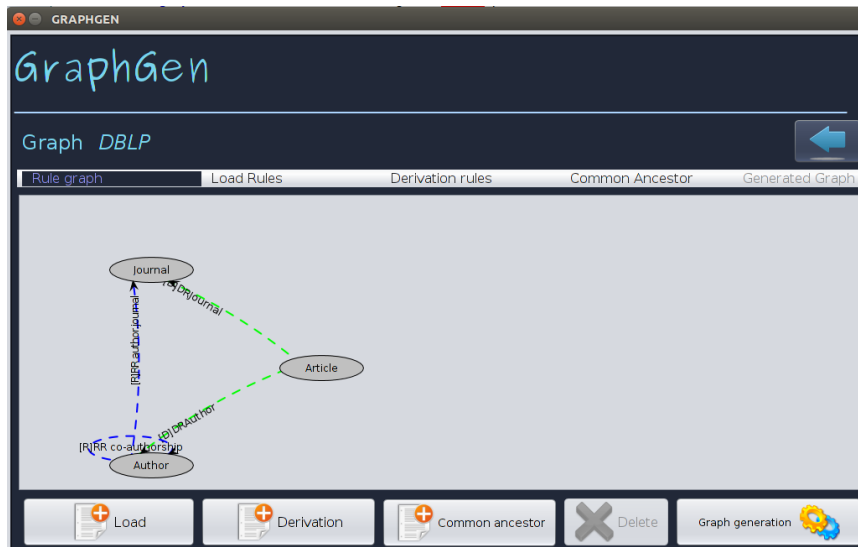 GRAPHGEN
GraphGen
Graph DBLP
Rule graph Load Rules Derivation rules Common Ancestor Generated Graph
Journal
[D]DRJournal
[R]RR author journal
Article
[D]DRAuthor
[R]RR co-authorship
Author
Load Derivation Common ancestor Delete Graph generation